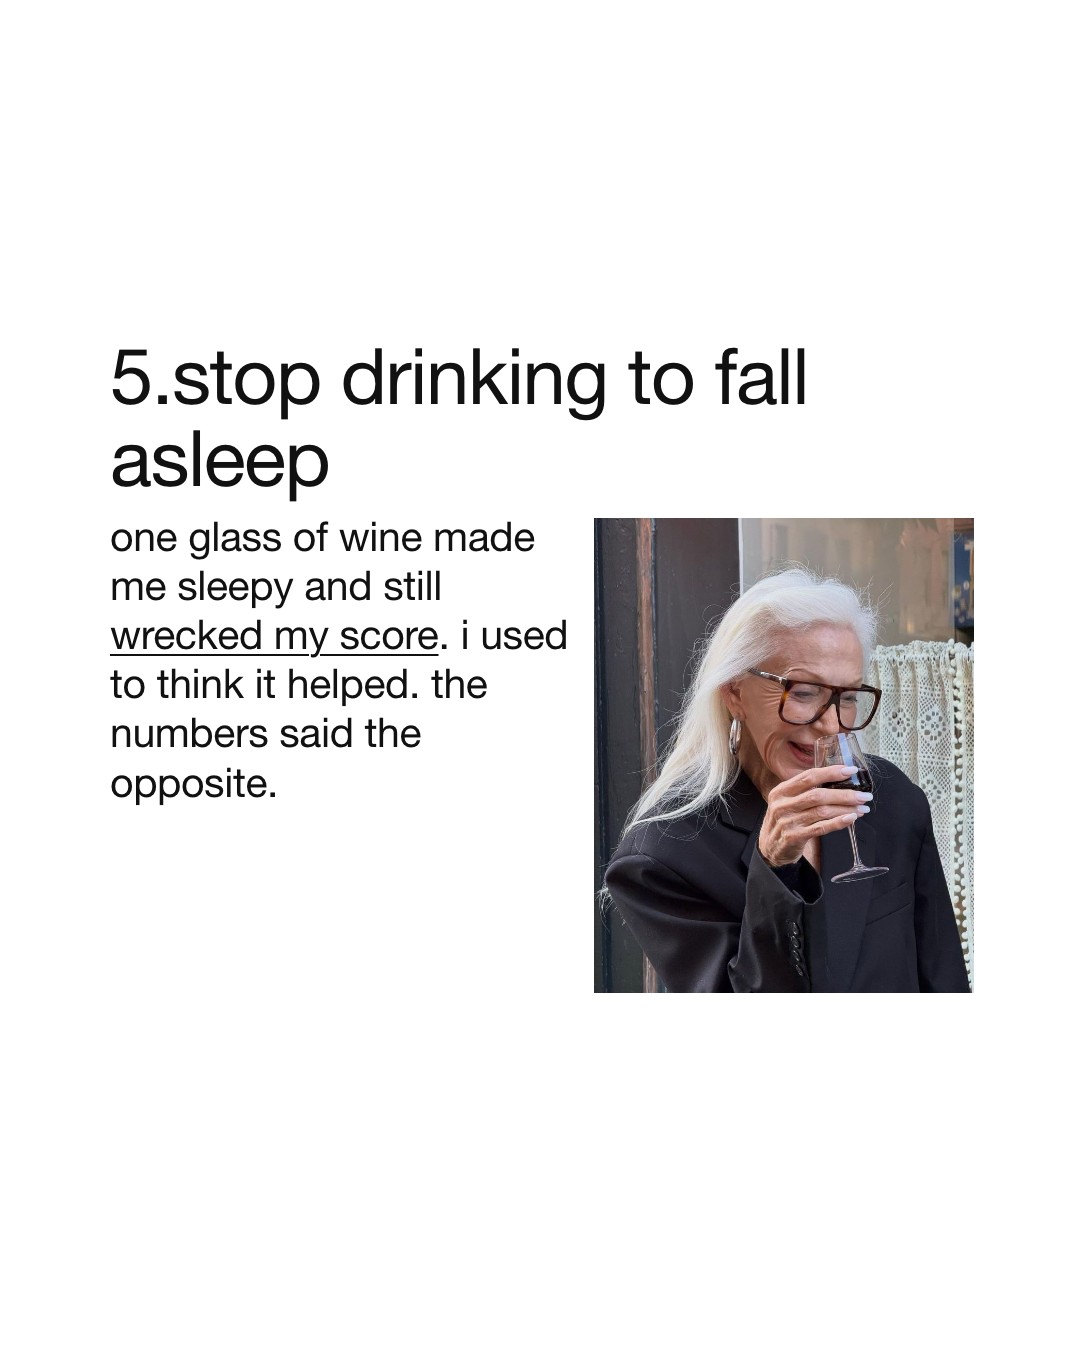 5.stop drinking to fall
asleep
one glass of wine made
me sleepy and still
wrecked my score. i used
to think it helped. the
numbers said the
opposite.